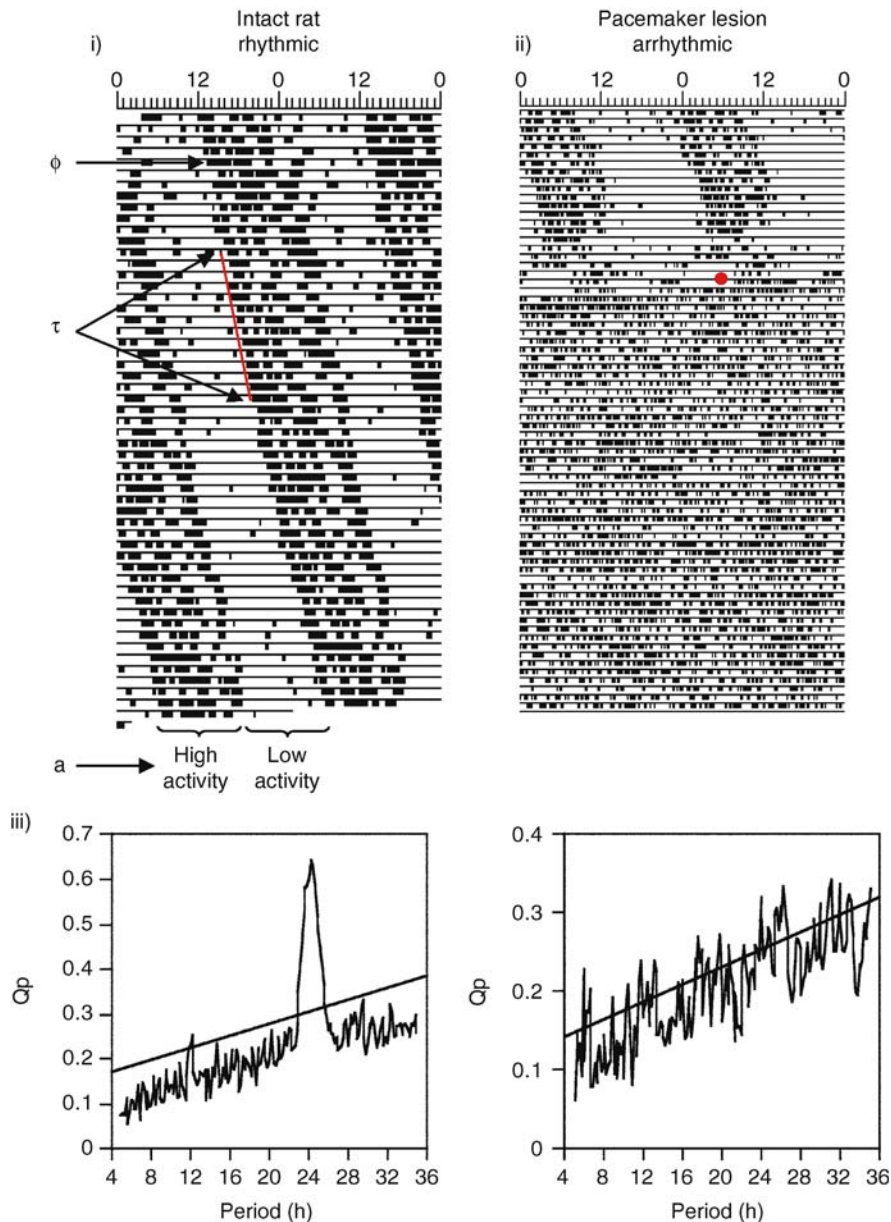 Intact rat
rhythmic
i)
0 12 0 12 0
ϕ
τ
High
activity
Low
activity
a
Pacemaker lesion
arrhythmic
ii)
0 12 0 12 0
iii)
0.7
0.6
0.5
0.4
0.3
0.2
0.1
0
Qp
4 8 12 16 20 24 28 32 36
Period (h)
0.4
0.3
0.2
0.1
0
Qp
4 8 12 16 20 24 28 32 36
Period (h)